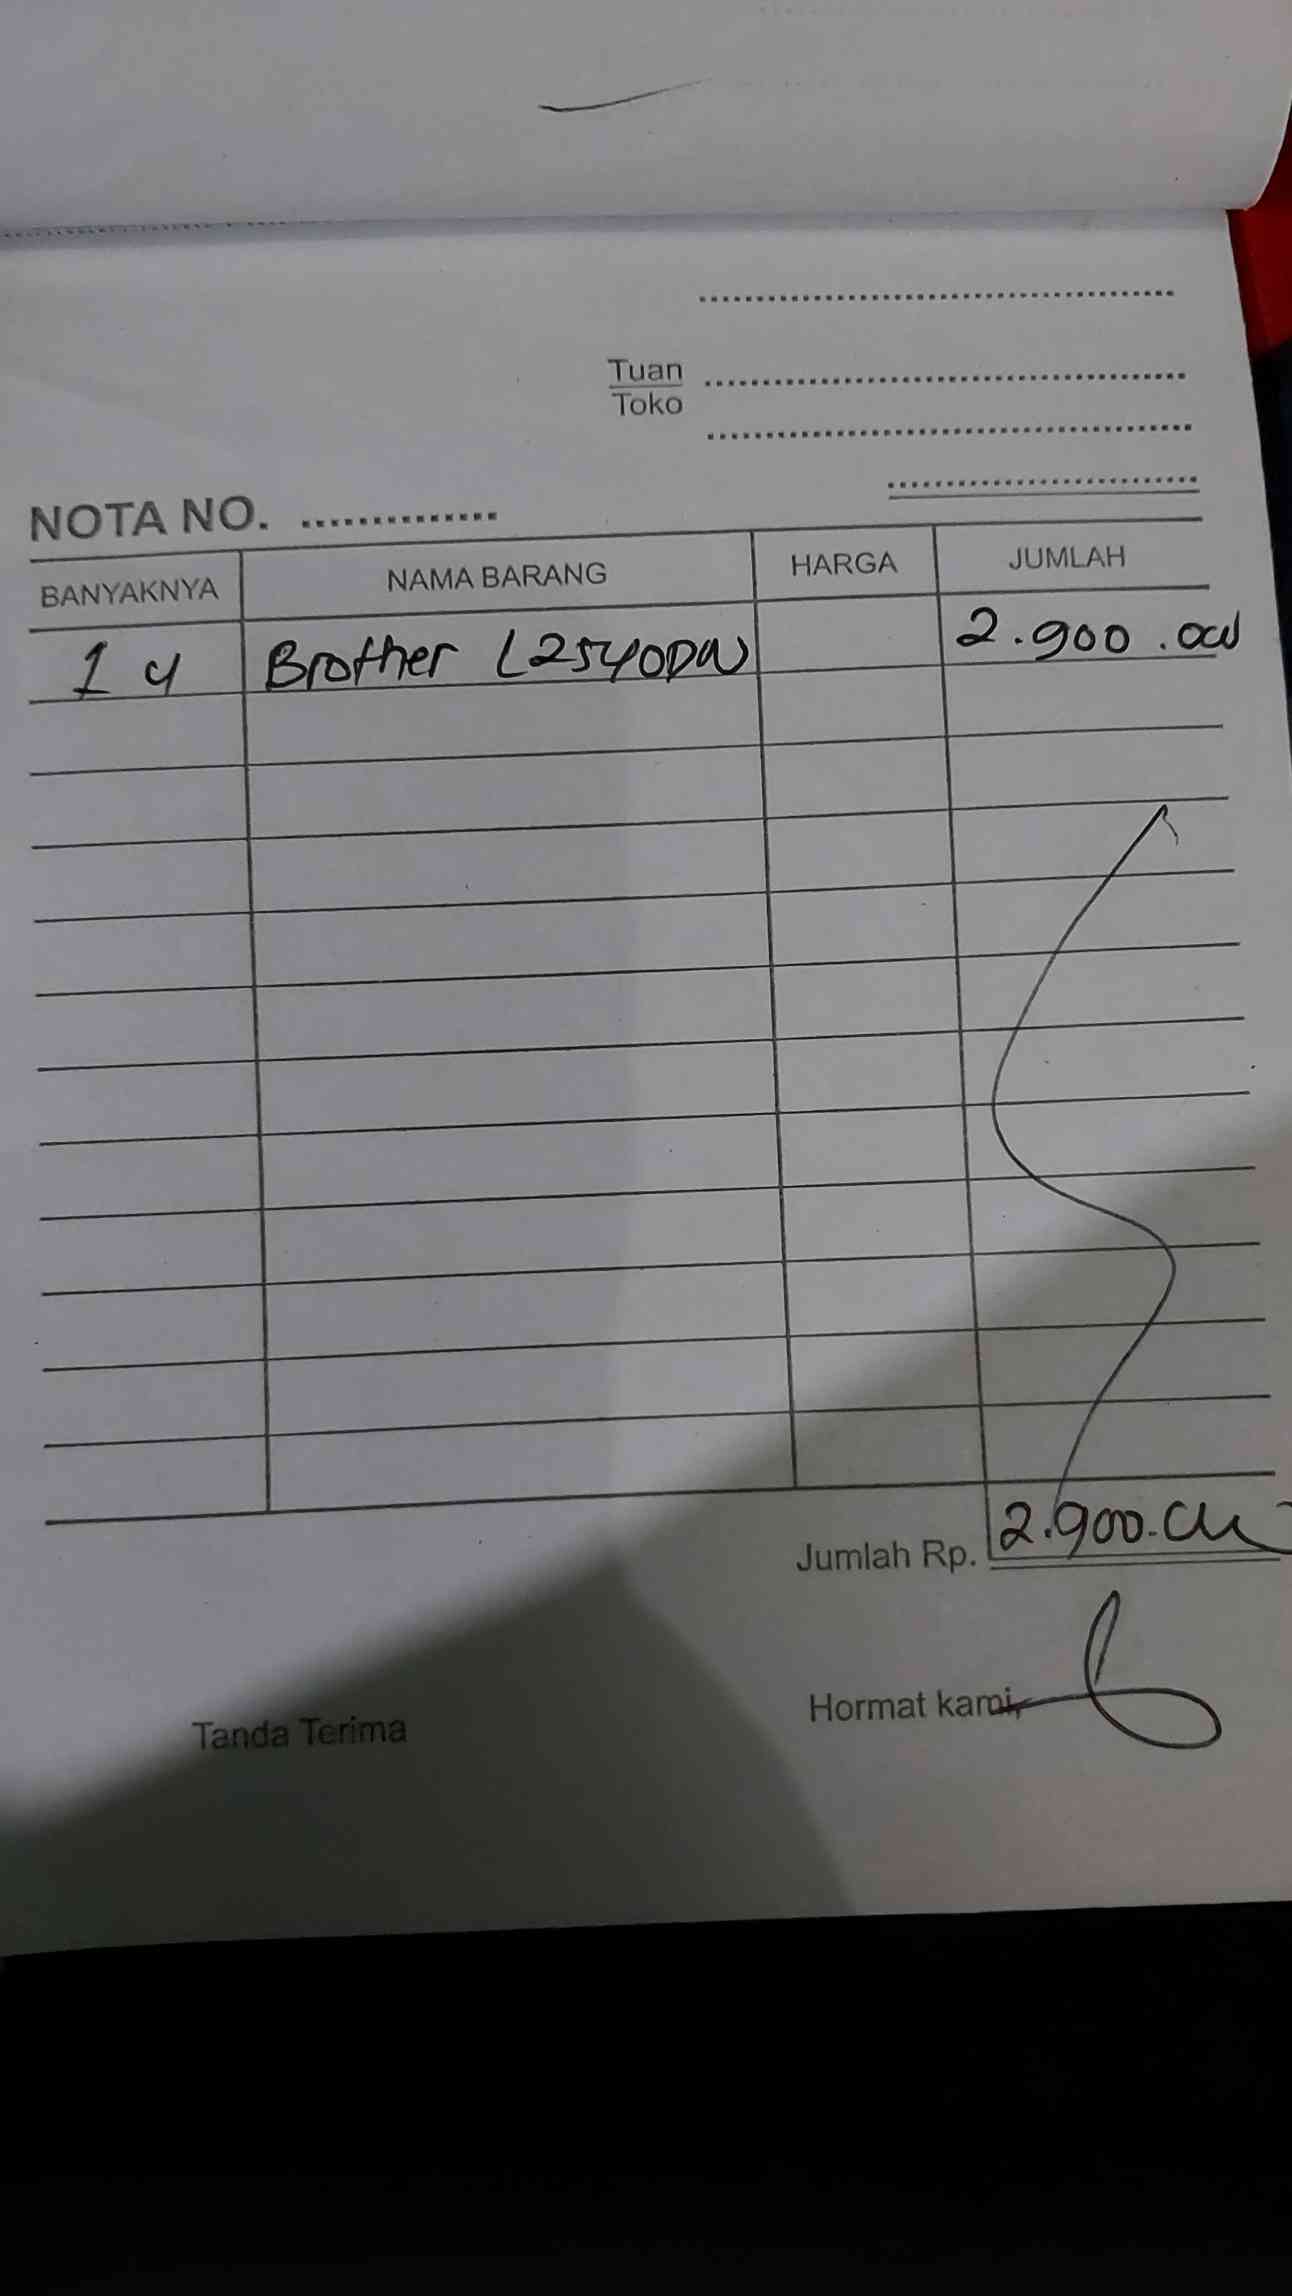 Tuan
Toko
NOTA NO.
BANYAKNYA NAMA BARANG HARGA JUMLAH
1 Brother L2540DW 2.900.000
Jumlah Rp. 2.900.000
Tanda Terima Hormat kami,